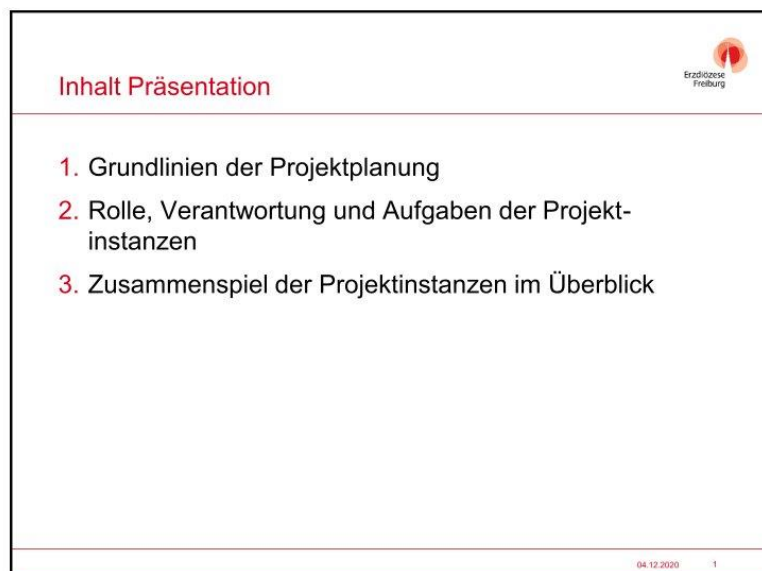 Erzdiözese
Freiburg
Inhalt Präsentation
1. Grundlinien der Projektplanung
2. Rolle, Verantwortung und Aufgaben der Projekt-
instanzen
3. Zusammenspiel der Projektinstanzen im Überblick
04.12.2020 1